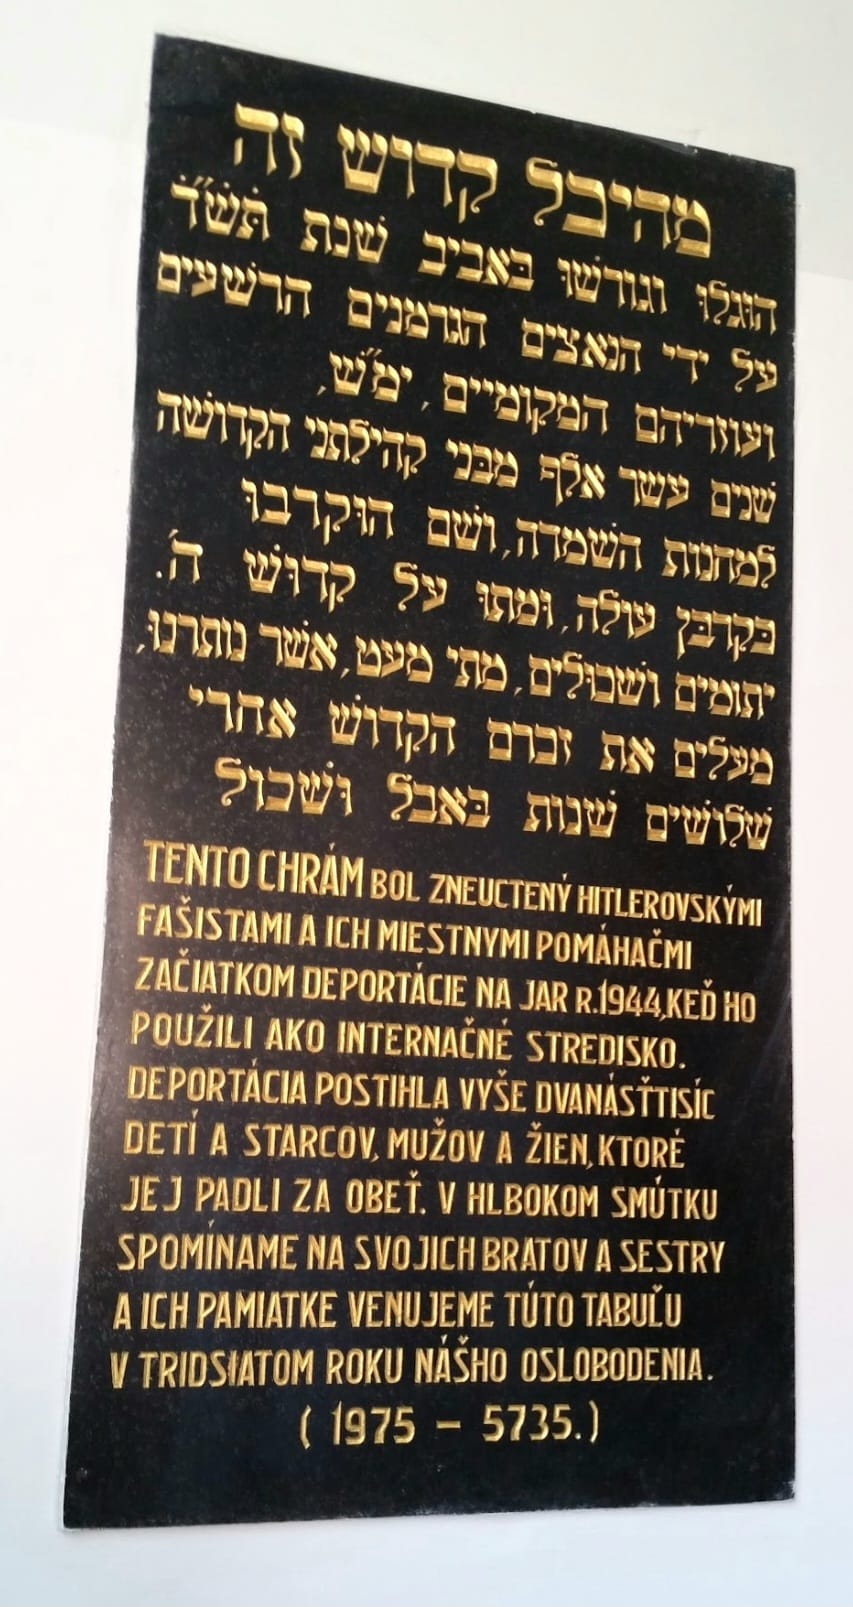 מהיכל קדוש זה
הוגלו וגורשו באביב שנת תש״ד
על ידי הנאצים הגרמנים הרשעים
ועוזריהם המקומיים, ימ״ש,
שנים עשר אלף מבני קהילתני הקדושה
למחנות השמדה, ושם הוקרבו
כקרבן עולה, ומתו על קדוש ה׳.
יתומים ושכולים, מתי מעט, אשר נותרנו,
מעלים את זכרם הקדוש אחרי
שלושים שנות באבל ושכול
TENTO CHRÁM BOL ZNEUCTENÝ HITLEROVSKÝMI
FAŠISTAMI A ICH MIESTNYMI POMÁHAČMI
ZAČIATKOM DEPORTÁCIE NA JAR R.1944, KEĎ HO
POUŽILI AKO INTERNAČNÉ STREDISKO.
DEPORTÁCIA POSTIHLA VYŠE DVANÁSŤTISÍC
DETÍ A STARCOV, MUŽOV A ŽIEN, KTORÉ
JEJ PADLI ZA OBEŤ. V HLBOKOM SMÚTKU
SPOMÍNAME NA SVOJICH BRATOV A SESTRY
A ICH PAMIATKE VENUJEME TÚTO TABUĽU
V TRIDSIATOM ROKU NÁŠHO OSLOBODENIA.
( 1975 – 5735.)